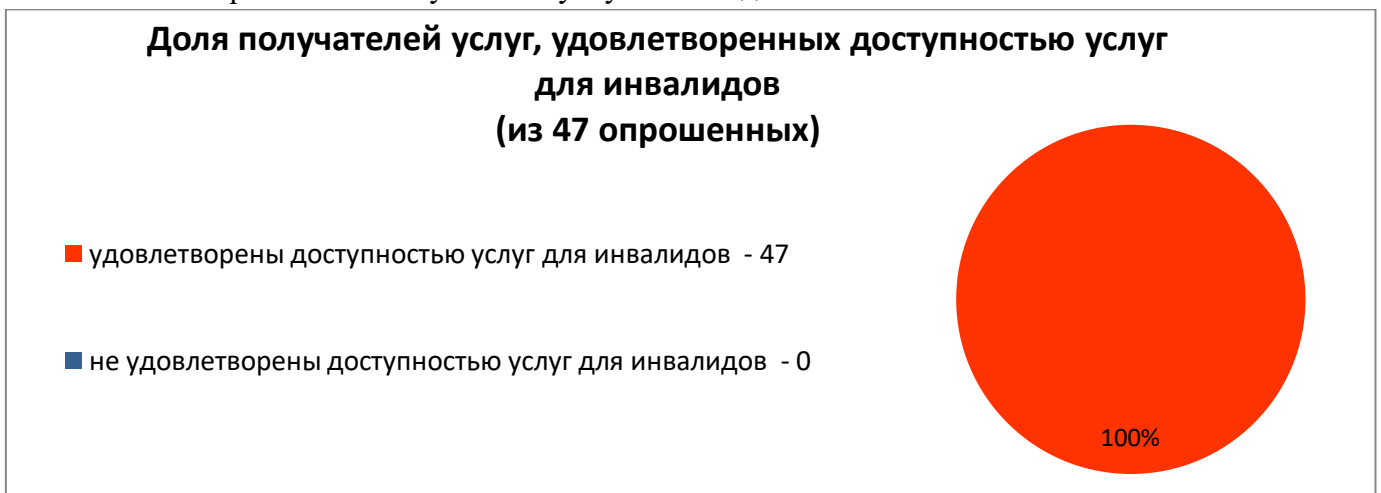 Доля получателей услуг, удовлетворенных доступностью услуг
для инвалидов
(из 47 опрошенных)
удовлетворены доступностью услуг для инвалидов - 47
не удовлетворены доступностью услуг для инвалидов - 0
100%